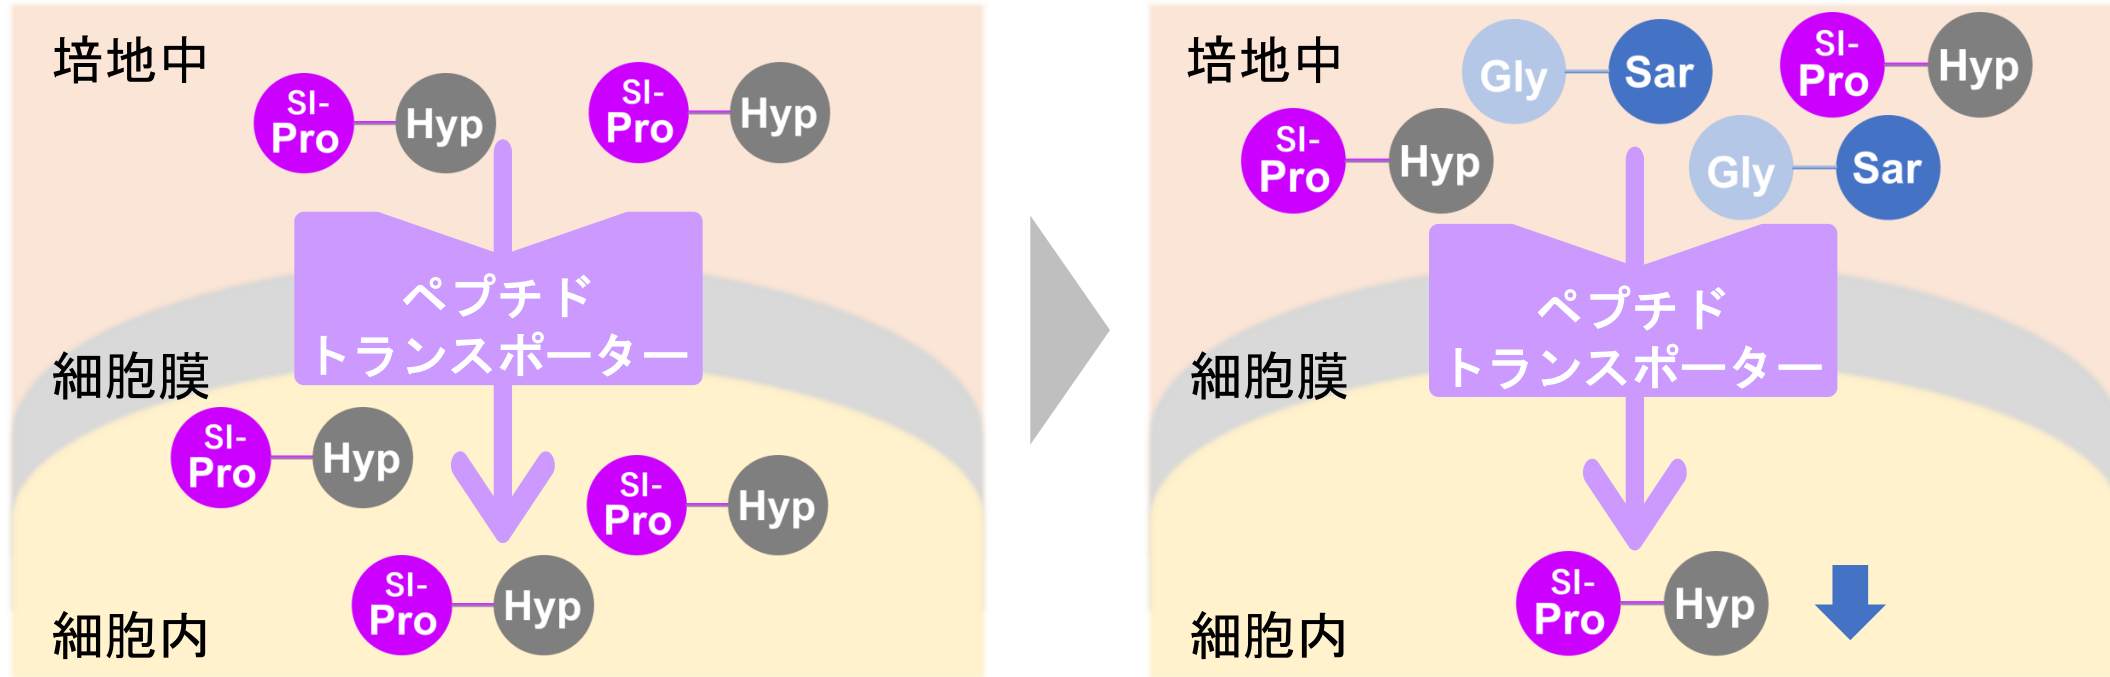 培地中
SI-
Pro
Hyp
SI-
Pro
Hyp
ペプチド
トランスポーター
細胞膜
SI-
Pro
Hyp
SI-
Pro
Hyp
SI-
Pro
Hyp
細胞内
培地中
Gly
Sar
SI-
Pro
Hyp
SI-
Pro
Hyp
Gly
Sar
ペプチド
トランスポーター
細胞膜
SI-
Pro
Hyp
細胞内